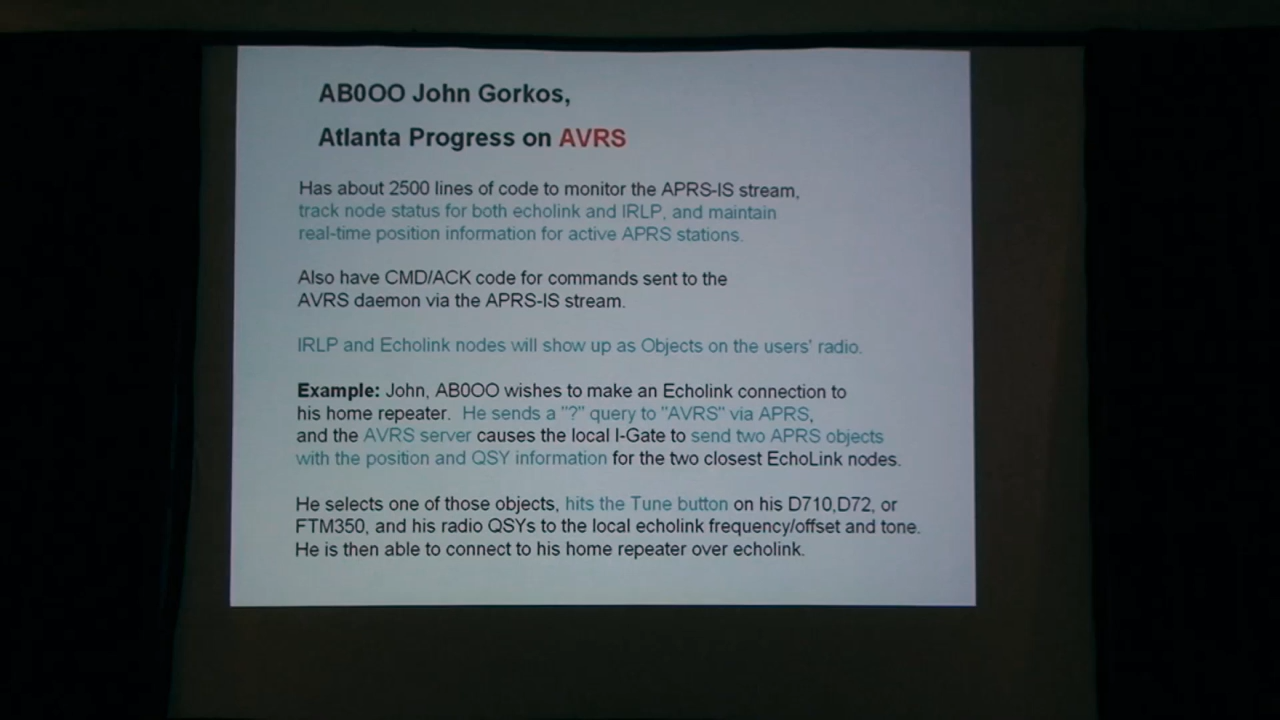 AB0OO John Gorkos,
Atlanta Progress on AVRS
Has about 2500 lines of code to monitor the APRS-IS stream,
track node status for both echolink and IRLP, and maintain
real-time position information for active APRS stations.
Also have CMD/ACK code for commands sent to the
AVRS daemon via the APRS-IS stream.
IRLP and Echolink nodes will show up as Objects on the users' radio.
Example: John, AB0OO wishes to make an Echolink connection to
his home repeater. He sends a "?" query to "AVRS" via APRS,
and the AVRS server causes the local I-Gate to send two APRS objects
with the position and QSY information for the two closest EchoLink nodes.
He selects one of those objects, hits the Tune button on his D710,D72, or
FTM350, and his radio QSYs to the local echolink frequency/offset and tone.
He is then able to connect to his home repeater over echolink.